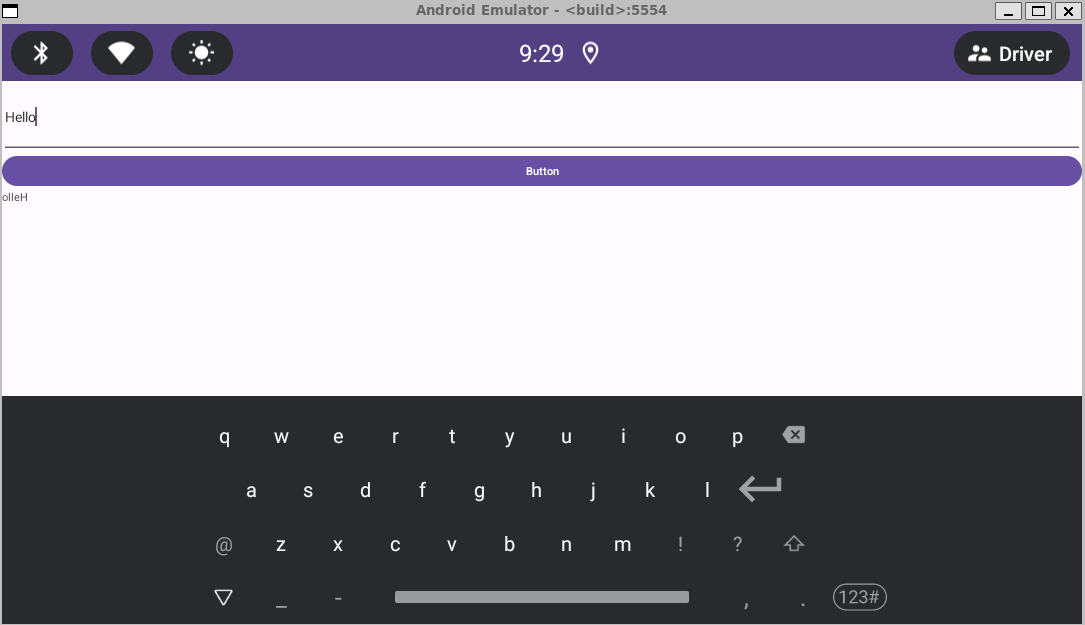 Android Emulator - <build>:5554
9:29
Driver
Hello
Button
olleH
q w e r t y u i o p
a s d f g h j k l
@ z x c v b n m ! ?
_ - , . 123#